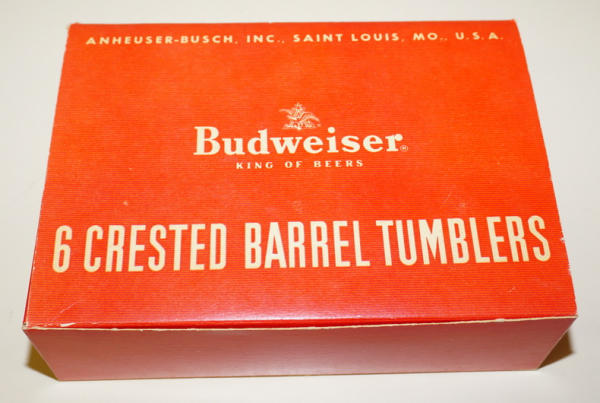 ANHEUSER-BUSCH, INC., SAINT LOUIS, MO., U.S.A.
Budweiser®
KING OF BEERS
6 CRESTED BARREL TUMBLERS